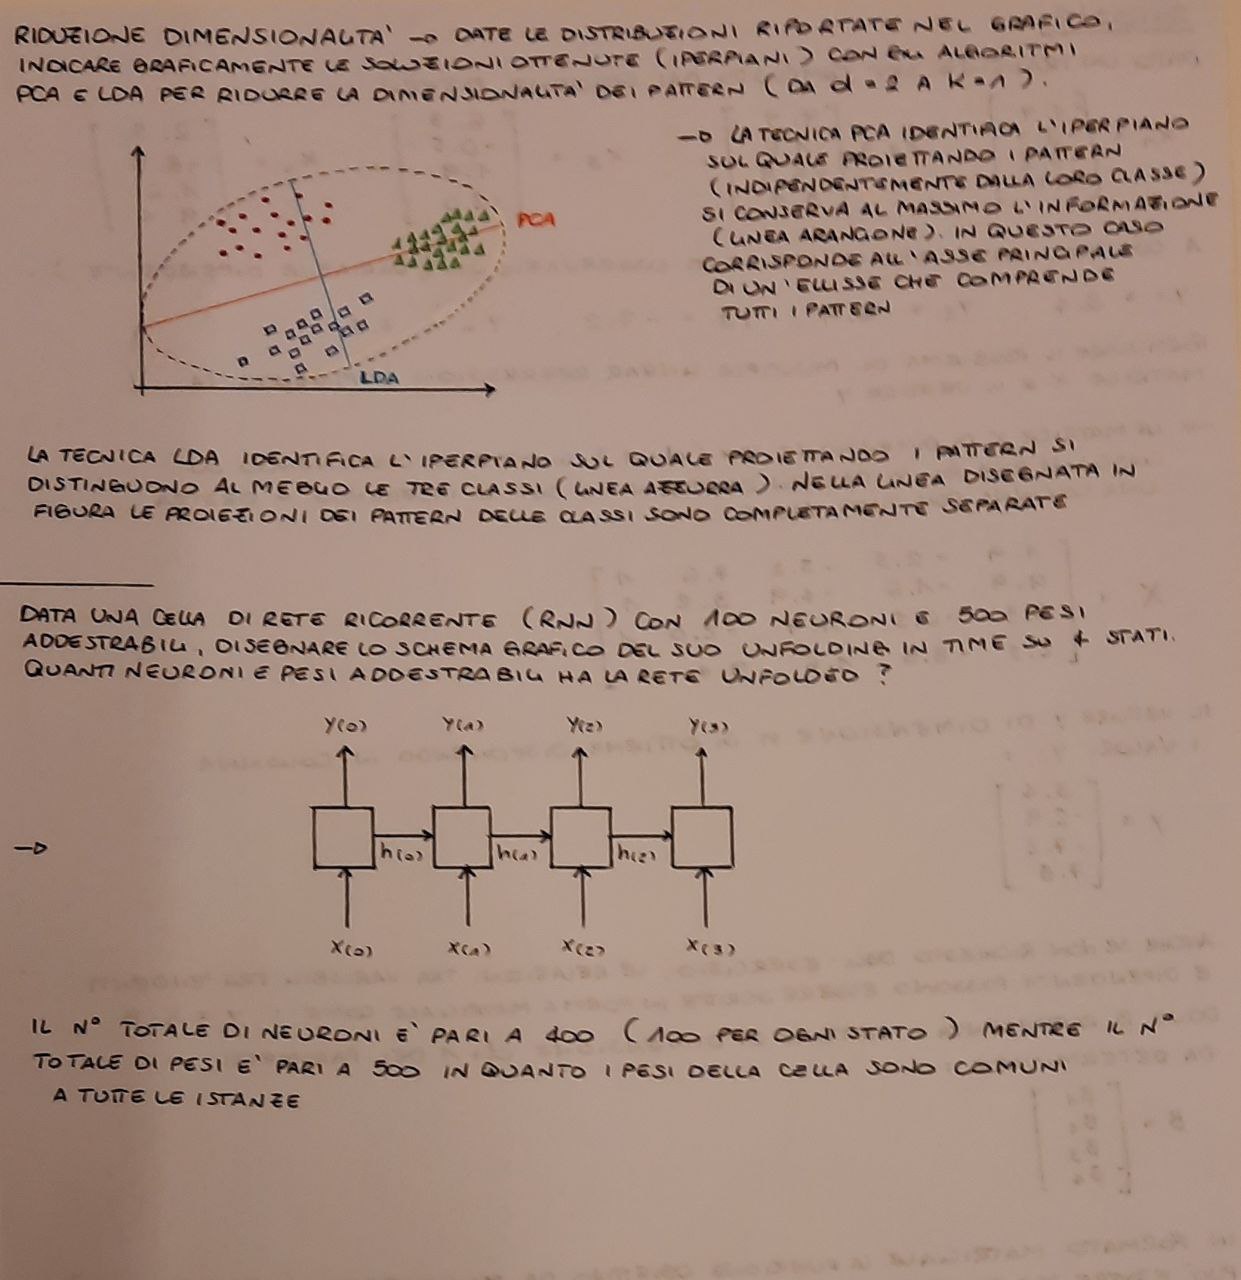 RIDUZIONE DIMENSIONALITA' → DATE LE DISTRIBUZIONI RIPORTATE NEL GRAFICO,
INDICARE GRAFICAMENTE LE SOLUZIONI OTTENUTE (IPERPIANI) CON GLI ALGORITMI
PCA E LDA PER RIDURRE LA DIMENSIONALITA' DEI PATTERN (DA d = 2 A K = 1).
→ LA TECNICA PCA IDENTIFICA L'IPERPIANO
SUL QUALE PROIETTANDO I PATTERN
(INDIPENDENTEMENTE DALLA LORO CLASSE)
SI CONSERVA AL MASSIMO L'INFORMAZIONE
(LINEA ARANGONE). IN QUESTO CASO
CORRISPONDE ALL'ASSE PRINCIPALE
DI UN'ELLISSE CHE COMPRENDE
TUTTI I PATTERN
PCA
LDA
LA TECNICA LDA IDENTIFICA L'IPERPIANO SUL QUALE PROIETTANDO I PATTERN SI
DISTINGUONO AL MEGLIO LE TRE CLASSI (LINEA AZZURRA). NELLA LINEA DISEGNATA IN
FIGURA LE PROIEZIONI DEI PATTERN DELLE CLASSI SONO COMPLETAMENTE SEPARATE
DATA UNA CELLA DI RETE RICORRENTE (RNN) CON 100 NEURONI E 500 PESI
ADDESTRABILI, DISEGNARE LO SCHEMA GRAFICO DEL SUO UNFOLDING IN TIME SU 4 STATI.
QUANTI NEURONI E PESI ADDESTRABILI HA LA RETE UNFOLDED ?
Y(0) Y(1) Y(2) Y(3)
→
h(0) h(1) h(2)
X(0) X(1) X(2) X(3)
IL N° TOTALE DI NEURONI E' PARI A 400 (100 PER OGNI STATO) MENTRE IL N°
TOTALE DI PESI E' PARI A 500 IN QUANTO I PESI DELLA CELLA SONO COMUNI
A TUTTE LE ISTANZE